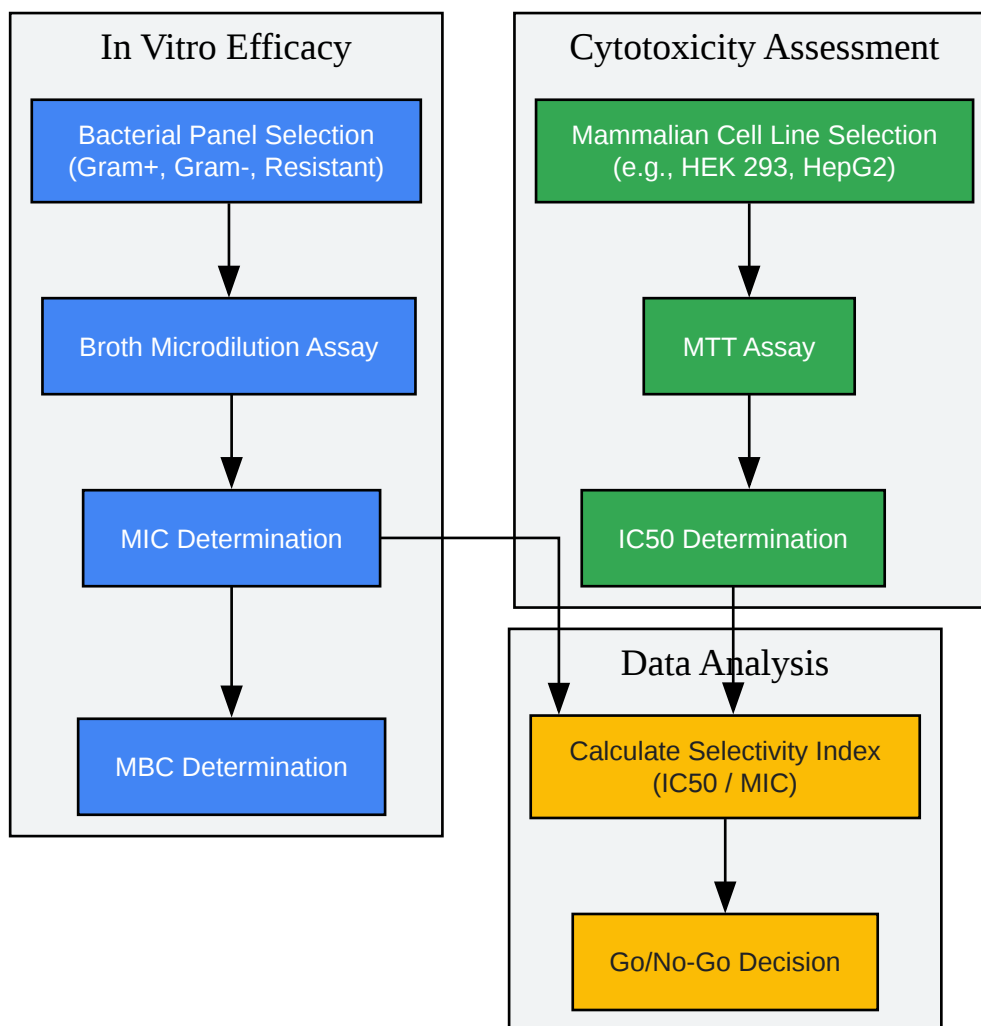 In Vitro Efficacy
Bacterial Panel Selection
(Gram+, Gram-, Resistant)
Broth Microdilution Assay
MIC Determination
MBC Determination
Cytotoxicity Assessment
Mammalian Cell Line Selection
(e.g., HEK 293, HepG2)
MTT Assay
IC50 Determination
Data Analysis
Calculate Selectivity Index
(IC50 / MIC)
Go/No-Go Decision